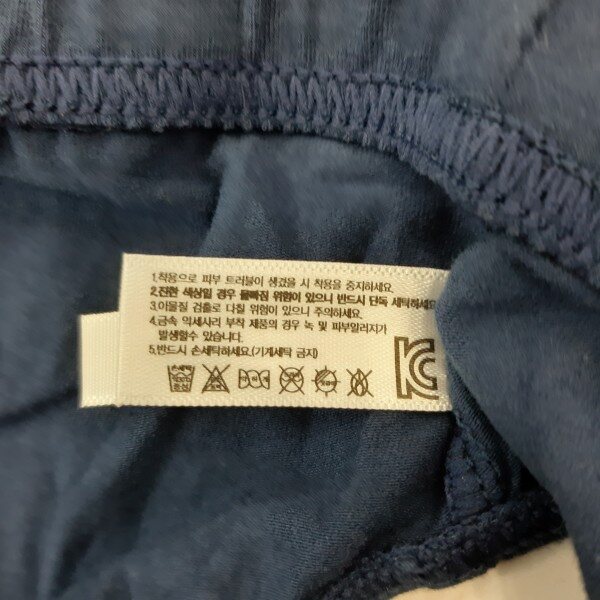 1.착용으로 피부 트러블이 생겼을 시 착용을 중지하세요.
2.진한 색상일 경우 물빠짐 위험이 있으니 반드시 단독 세탁하세요
3.이물질 검출로 다칠 위험이 있으니 주의하세요.
4.금속 악세사리 부착 제품의 경우 녹 및 피부알러지가
발생할수 있습니다.
5.반드시 손세탁하세요.(기계세탁 금지)
손세탁
KC